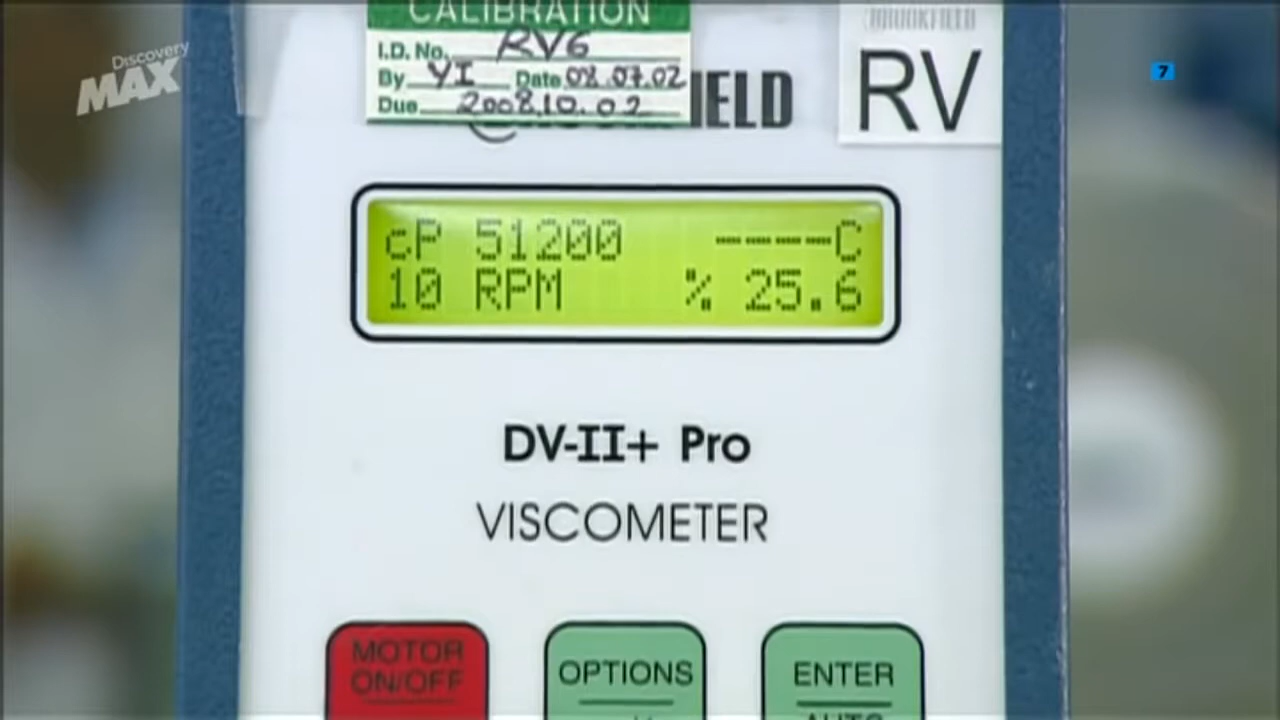 Discovery
MAX
7
CALIBRATION
I.D. No. RV6
By YI Date 08.07.02
Due 2008.10.02
BROOKFIELD
RV
IELD
cP 51200 ----C
10 RPM % 25.6
DV-II+ Pro
VISCOMETER
MOTOR
ON/OFF
OPTIONS
ENTER
AUTO